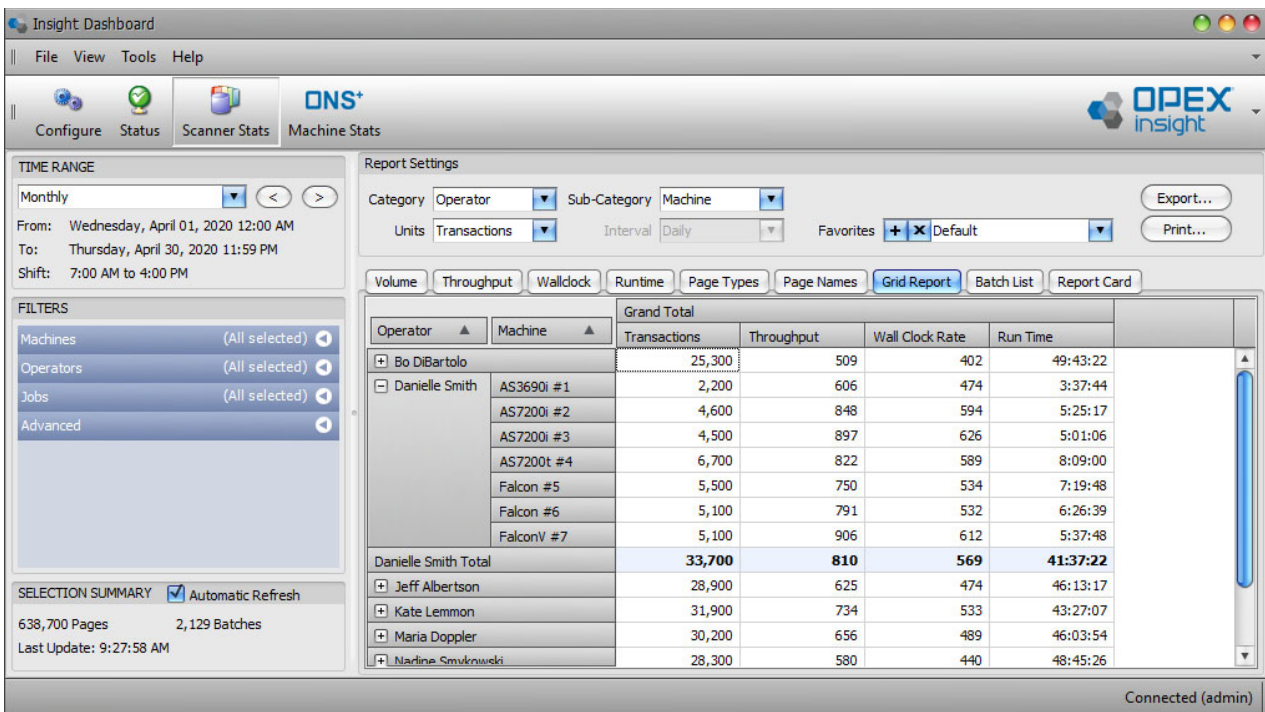 Insight Dashboard
File View Tools Help
Configure Status Scanner Stats ONS+ Machine Stats OPEX insight
TIME RANGE
Monthly < >
From: Wednesday, April 01, 2020 12:00 AM
To: Thursday, April 30, 2020 11:59 PM
Shift: 7:00 AM to 4:00 PM
FILTERS
Machines (All selected)
Operators (All selected)
Jobs (All selected)
Advanced
SELECTION SUMMARY Automatic Refresh
638,700 Pages 2,129 Batches
Last Update: 9:27:58 AM
Report Settings
Category Operator Sub-Category Machine Export...
Units Transactions Interval Daily Favorites Default Print...
Volume Throughput Wallclock Runtime Page Types Page Names Grid Report Batch List Report Card
Grand Total
Operator Machine Transactions Throughput Wall Clock Rate Run Time
Bo DiBartolo 25,300 509 402 49:43:22
Danielle Smith AS3690i #1 2,200 606 474 3:37:44
AS7200i #2 4,600 848 594 5:25:17
AS7200i #3 4,500 897 626 5:01:06
AS7200t #4 6,700 822 589 8:09:00
Falcon #5 5,500 750 534 7:19:48
Falcon #6 5,100 791 532 6:26:39
FalconV #7 5,100 906 612 5:37:48
Danielle Smith Total 33,700 810 569 41:37:22
Jeff Albertson 28,900 625 474 46:13:17
Kate Lemmon 31,900 734 533 43:27:07
Maria Doppler 30,200 656 489 46:03:54
Nadine Smykowski 28,300 580 440 48:45:26
Connected (admin)